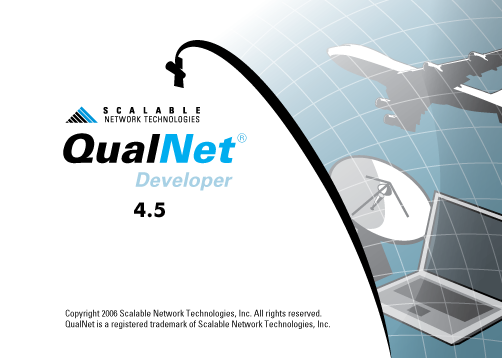 SCALABLE
NETWORK TECHNOLOGIES
QualNet®
Developer
4.5
Copyright 2006 Scalable Network Technologies, Inc. All rights reserved.
QualNet is a registered trademark of Scalable Network Technologies, Inc.